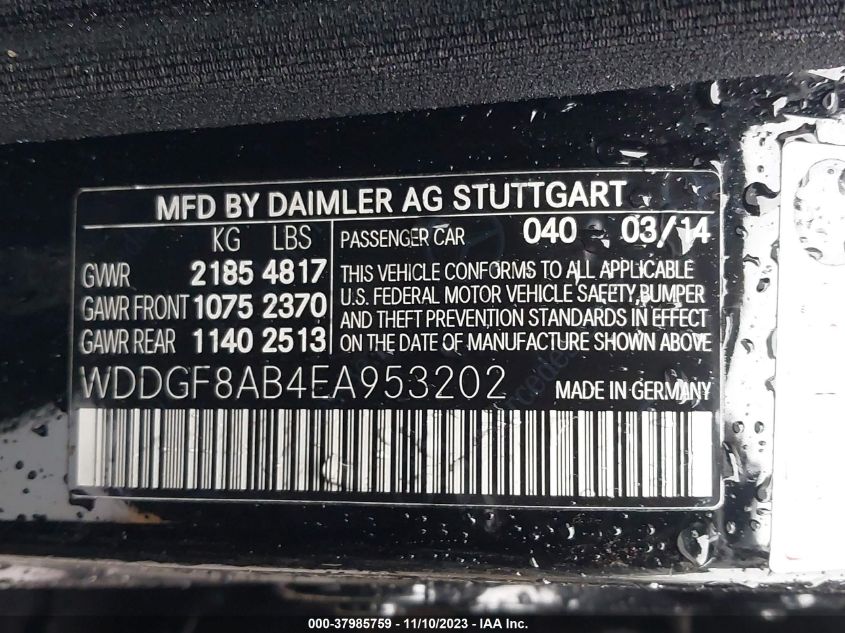 MFD BY DAIMLER AG STUTTGART
KG LBS
GVWR 2185 4817
GAWR FRONT 1075 2370
GAWR REAR 1140 2513
PASSENGER CAR 040 03/14
THIS VEHICLE CONFORMS TO ALL APPLICABLE
U.S. FEDERAL MOTOR VEHICLE SAFETY, BUMPER
AND THEFT PREVENTION STANDARDS IN EFFECT
ON THE DATE OF MANUFACTURE SHOWN ABOVE
WDDGF8AB4EA953202 MADE IN GERMANY
000-37985759 - 11/10/2023 - IAA Inc.